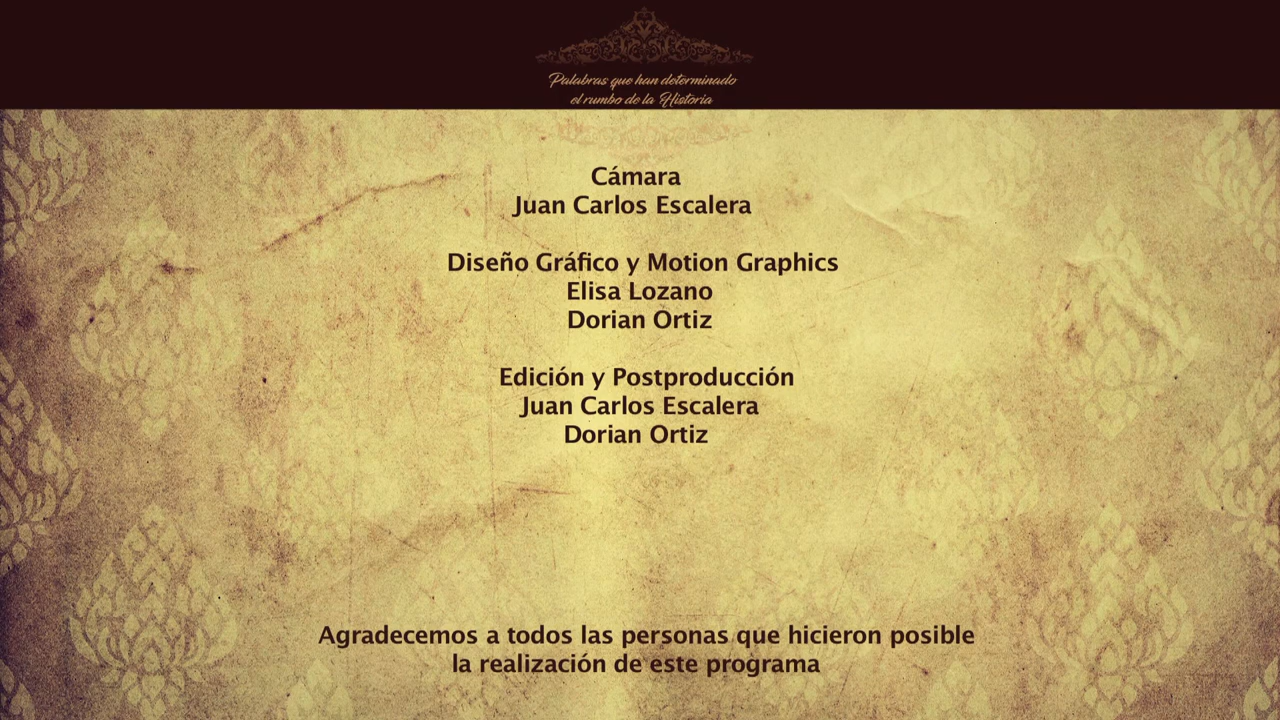 Palabras que han determinado
el rumbo de la Historia
Cámara
Juan Carlos Escalera
Diseño Gráfico y Motion Graphics
Elisa Lozano
Dorian Ortiz
Edición y Postproducción
Juan Carlos Escalera
Dorian Ortiz
Agradecemos a todos las personas que hicieron posible
la realización de este programa